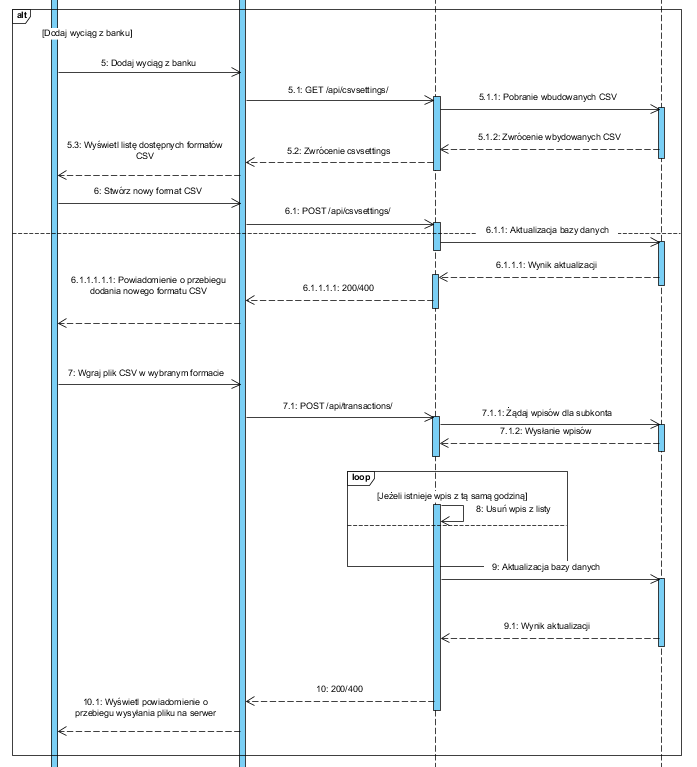 alt
[Dodaj wyciąg z banku]
5: Dodaj wyciąg z banku
5.1: GET /api/csvsettings/
5.1.1: Pobranie wbudowanych CSV
5.1.2: Zwrócenie wbydowanych CSV
5.3: Wyświetl listę dostępnych formatów
CSV
5.2: Zwrócenie csvsettings
6: Stwórz nowy format CSV
6.1: POST /api/csvsettings/
6.1.1: Aktualizacja bazy danych
6.1.1.1: Wynik aktualizacji
6.1.1.1.1.1: Powiadomienie o przebiegu
dodania nowego formatu CSV
6.1.1.1.1: 200/400
7: Wgraj plik CSV w wybranym formacie
7.1: POST /api/transactions/
7.1.1: Żądaj wpisów dla subkonta
7.1.2: Wysłanie wpisów
loop
[Jeżeli istnieje wpis z tą samą godziną]
8: Usuń wpis z listy
9: Aktualizacja bazy danych
9.1: Wynik aktualizacji
10: 200/400
10.1: Wyświetl powiadomienie o
przebiegu wysyłania pliku na serwer